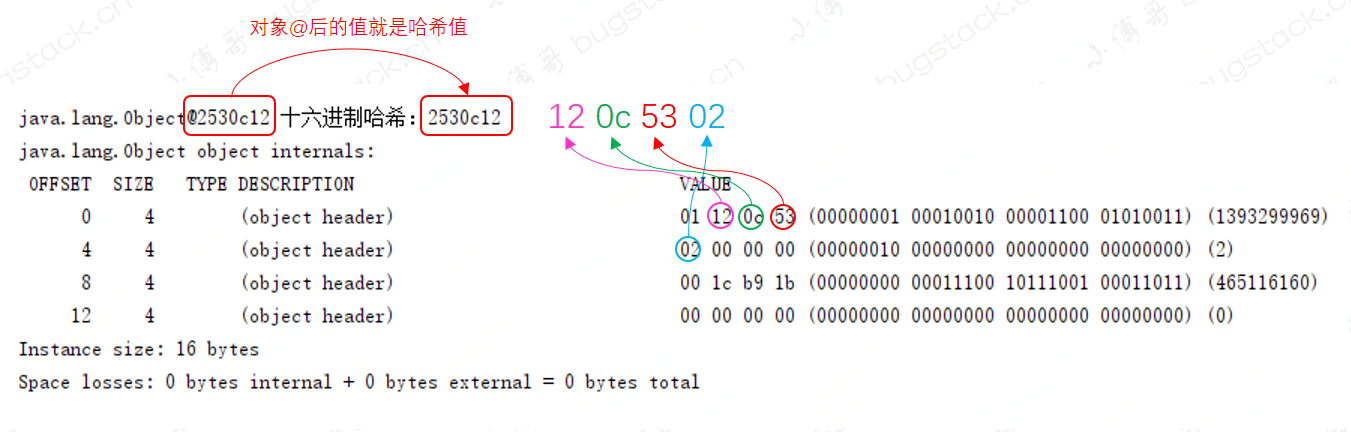 小傅哥 bugstack.cn
对象@后的值就是哈希值
java.lang.Object@2530c12 十六进制哈希：2530c12 12 0c 53 02
java.lang.Object object internals:
OFFSET SIZE TYPE DESCRIPTION VALUE
0 4 (object header) 01 12 0c 53 (00000001 00010010 00001100 01010011) (1393299969)
4 4 (object header) 02 00 00 00 (00000010 00000000 00000000 00000000) (2)
8 4 (object header) 00 1c b9 1b (00000000 00011100 10111001 00011011) (465116160)
12 4 (object header) 00 00 00 00 (00000000 00000000 00000000 00000000) (0)
Instance size: 16 bytes
Space losses: 0 bytes internal + 0 bytes external = 0 bytes total